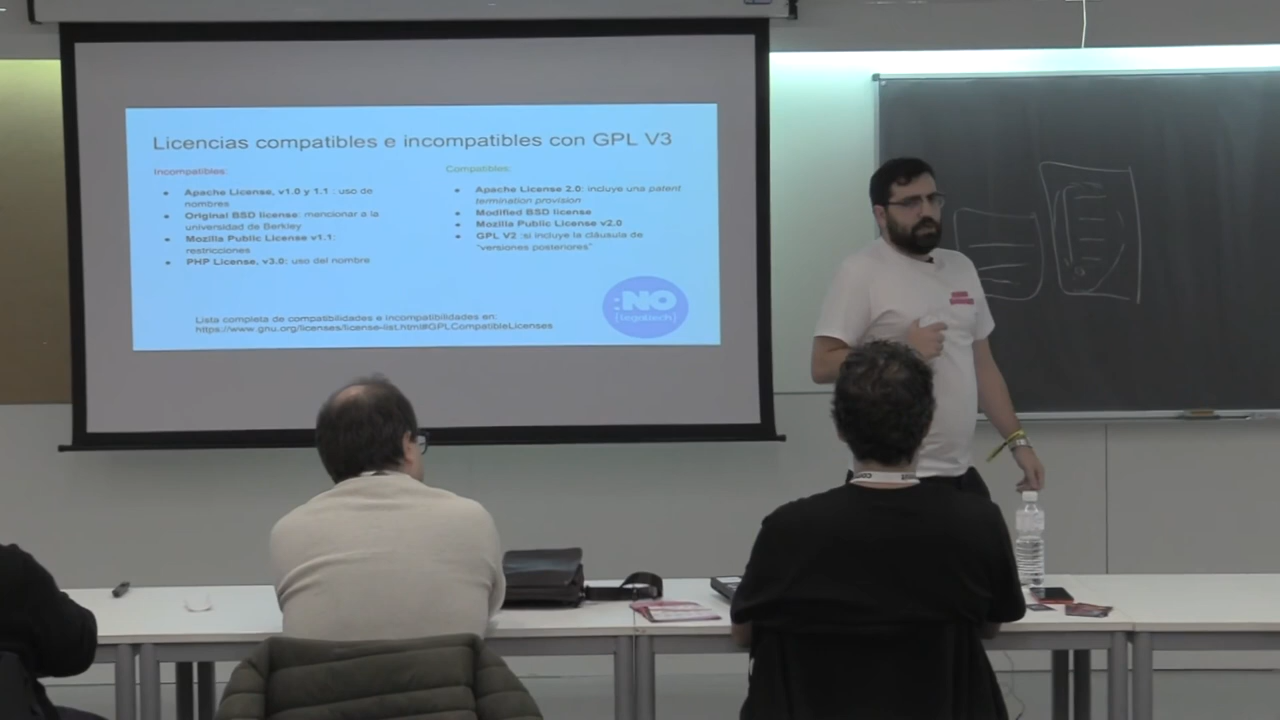 Licencias compatibles e incompatibles con GPL V3
Incompatibles:
Apache License, v1.0 y 1.1 : uso de
nombres
Original BSD license: mencionar a la
universidad de Berkley
Mozilla Public License v1.1:
restricciones
PHP License, v3.0: uso del nombre
Compatibles:
Apache License 2.0: incluye una patent
termination provision
Modified BSD license
Mozilla Public License v2.0
GPL V2 :si incluye la cláusula de
"versiones posteriores"
Lista completa de compatibilidades e incompatibilidades en:
https://www.gnu.org/licenses/license-list.html#GPLCompatibleLicenses
:NO
{legaltech}